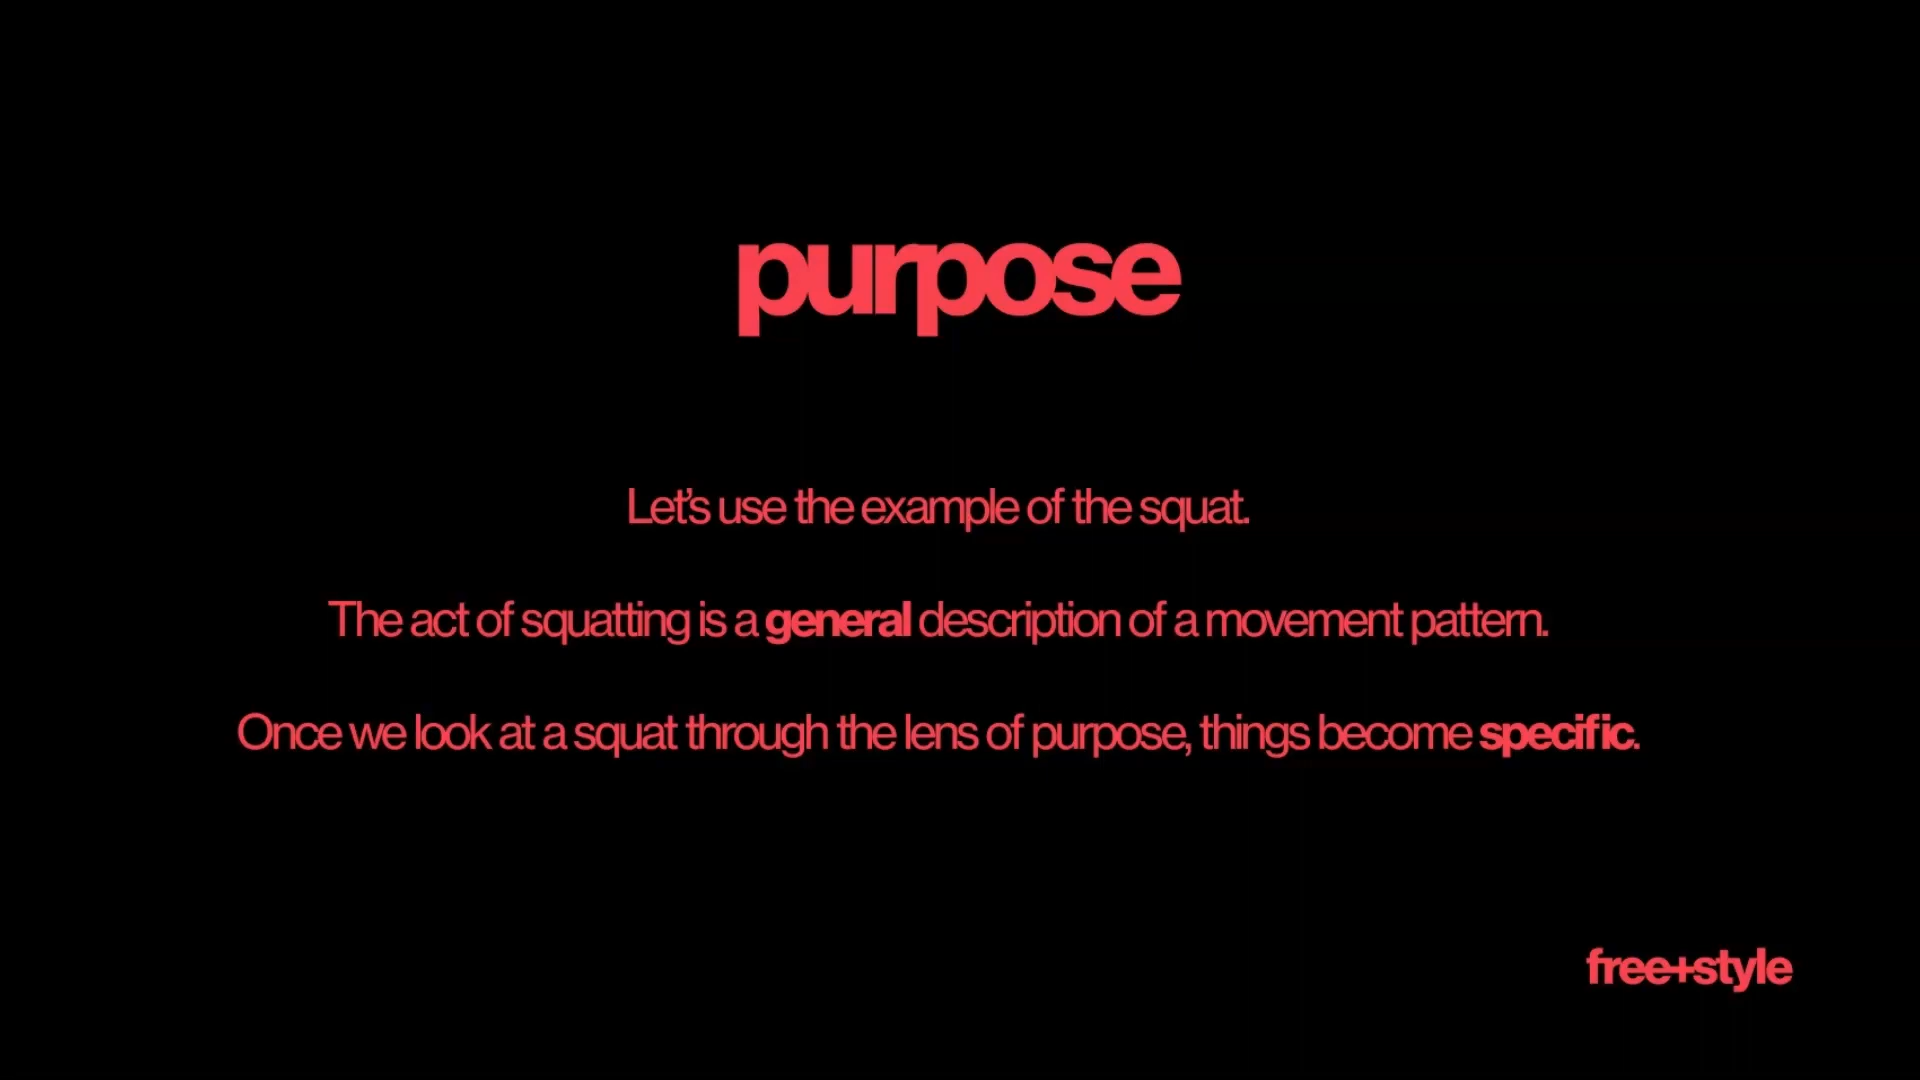 purpose
Let’s use the example of the squat.
The act of squatting is a general description of a movement pattern.
Once we look at a squat through the lens of purpose, things become specific.
free+style